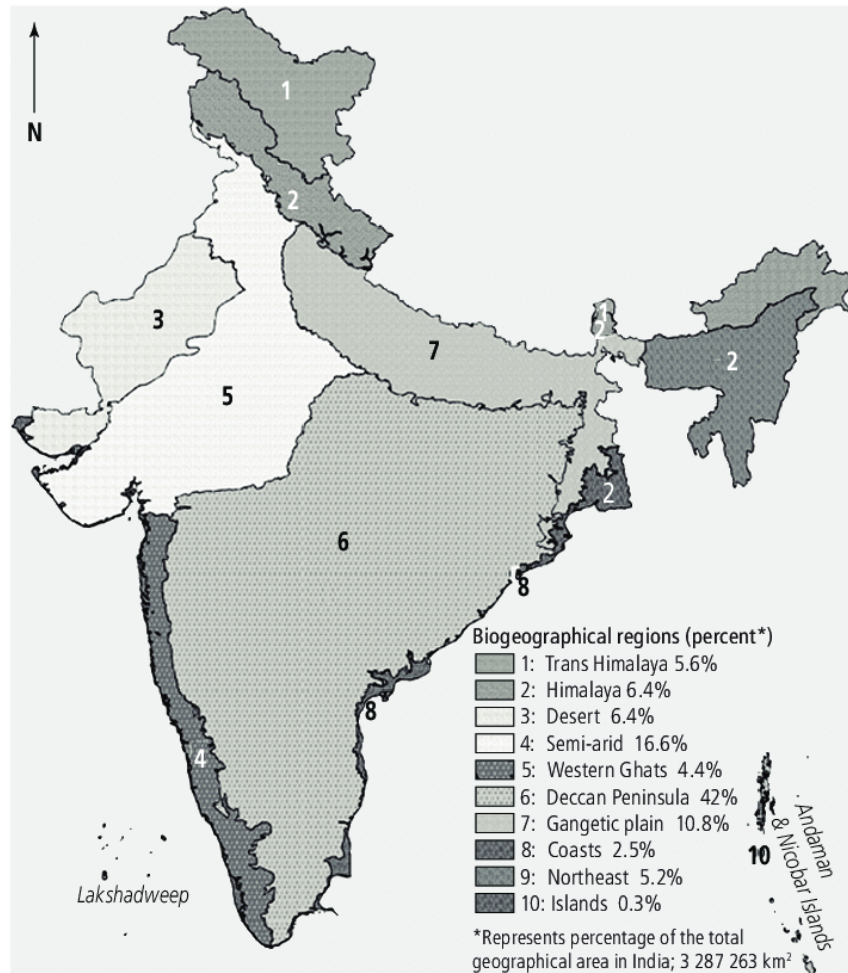 N
1
2
3
1
2
7
2
5
2
6
8
8
4
Biogeographical regions (percent*)
1: Trans Himalaya 5.6%
2: Himalaya 6.4%
3: Desert 6.4%
4: Semi-arid 16.6%
5: Western Ghats 4.4%
6: Deccan Peninsula 42%
7: Gangetic plain 10.8%
8: Coasts 2.5%
9: Northeast 5.2%
10: Islands 0.3%
*Represents percentage of the total
geographical area in India; 3 287 263 km²
10
Andaman
& Nicobar Islands
Lakshadweep